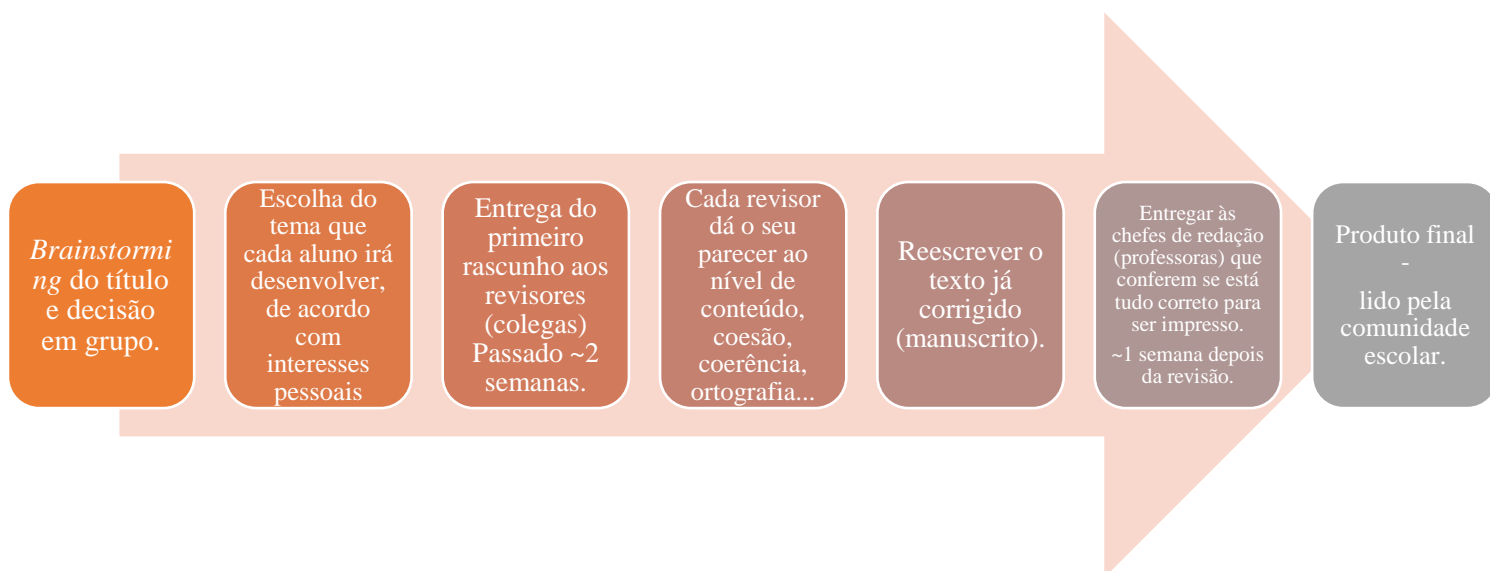 Brainstormi
ng do título
e decisão
em grupo.
Escolha do
tema que
cada aluno irá
desenvolver,
de acordo
com
interesses
pessoais
Entrega do
primeiro
rascunho aos
revisores
(colegas)
Passado ~2
semanas.
Cada revisor
dá o seu
parecer ao
nível de
conteúdo,
coesão,
coerência,
ortografia...
Reescrever o
texto já
corrigido
(manuscrito).
Entregar às
chefes de redação
(professoras) que
conferem se está
tudo correto para
ser impresso.
~1 semana depois
da revisão.
Produto final
-
lido pela
comunidade
escolar.